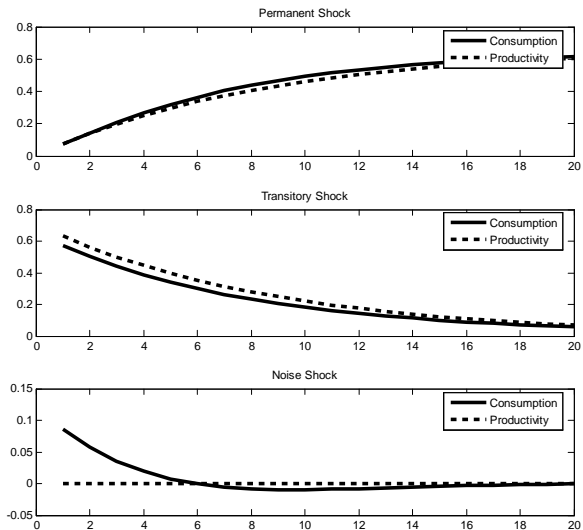 Permanent Shock
0.8
0.6
0.4
0.2
0
0 2 4 6 8 10 12 14 16 18 20
Consumption
Productivity
Transitory Shock
0.8
0.6
0.4
0.2
0
0 2 4 6 8 10 12 14 16 18 20
Consumption
Productivity
Noise Shock
0.15
0.1
0.05
0
-0.05
0 2 4 6 8 10 12 14 16 18 20
Consumption
Productivity